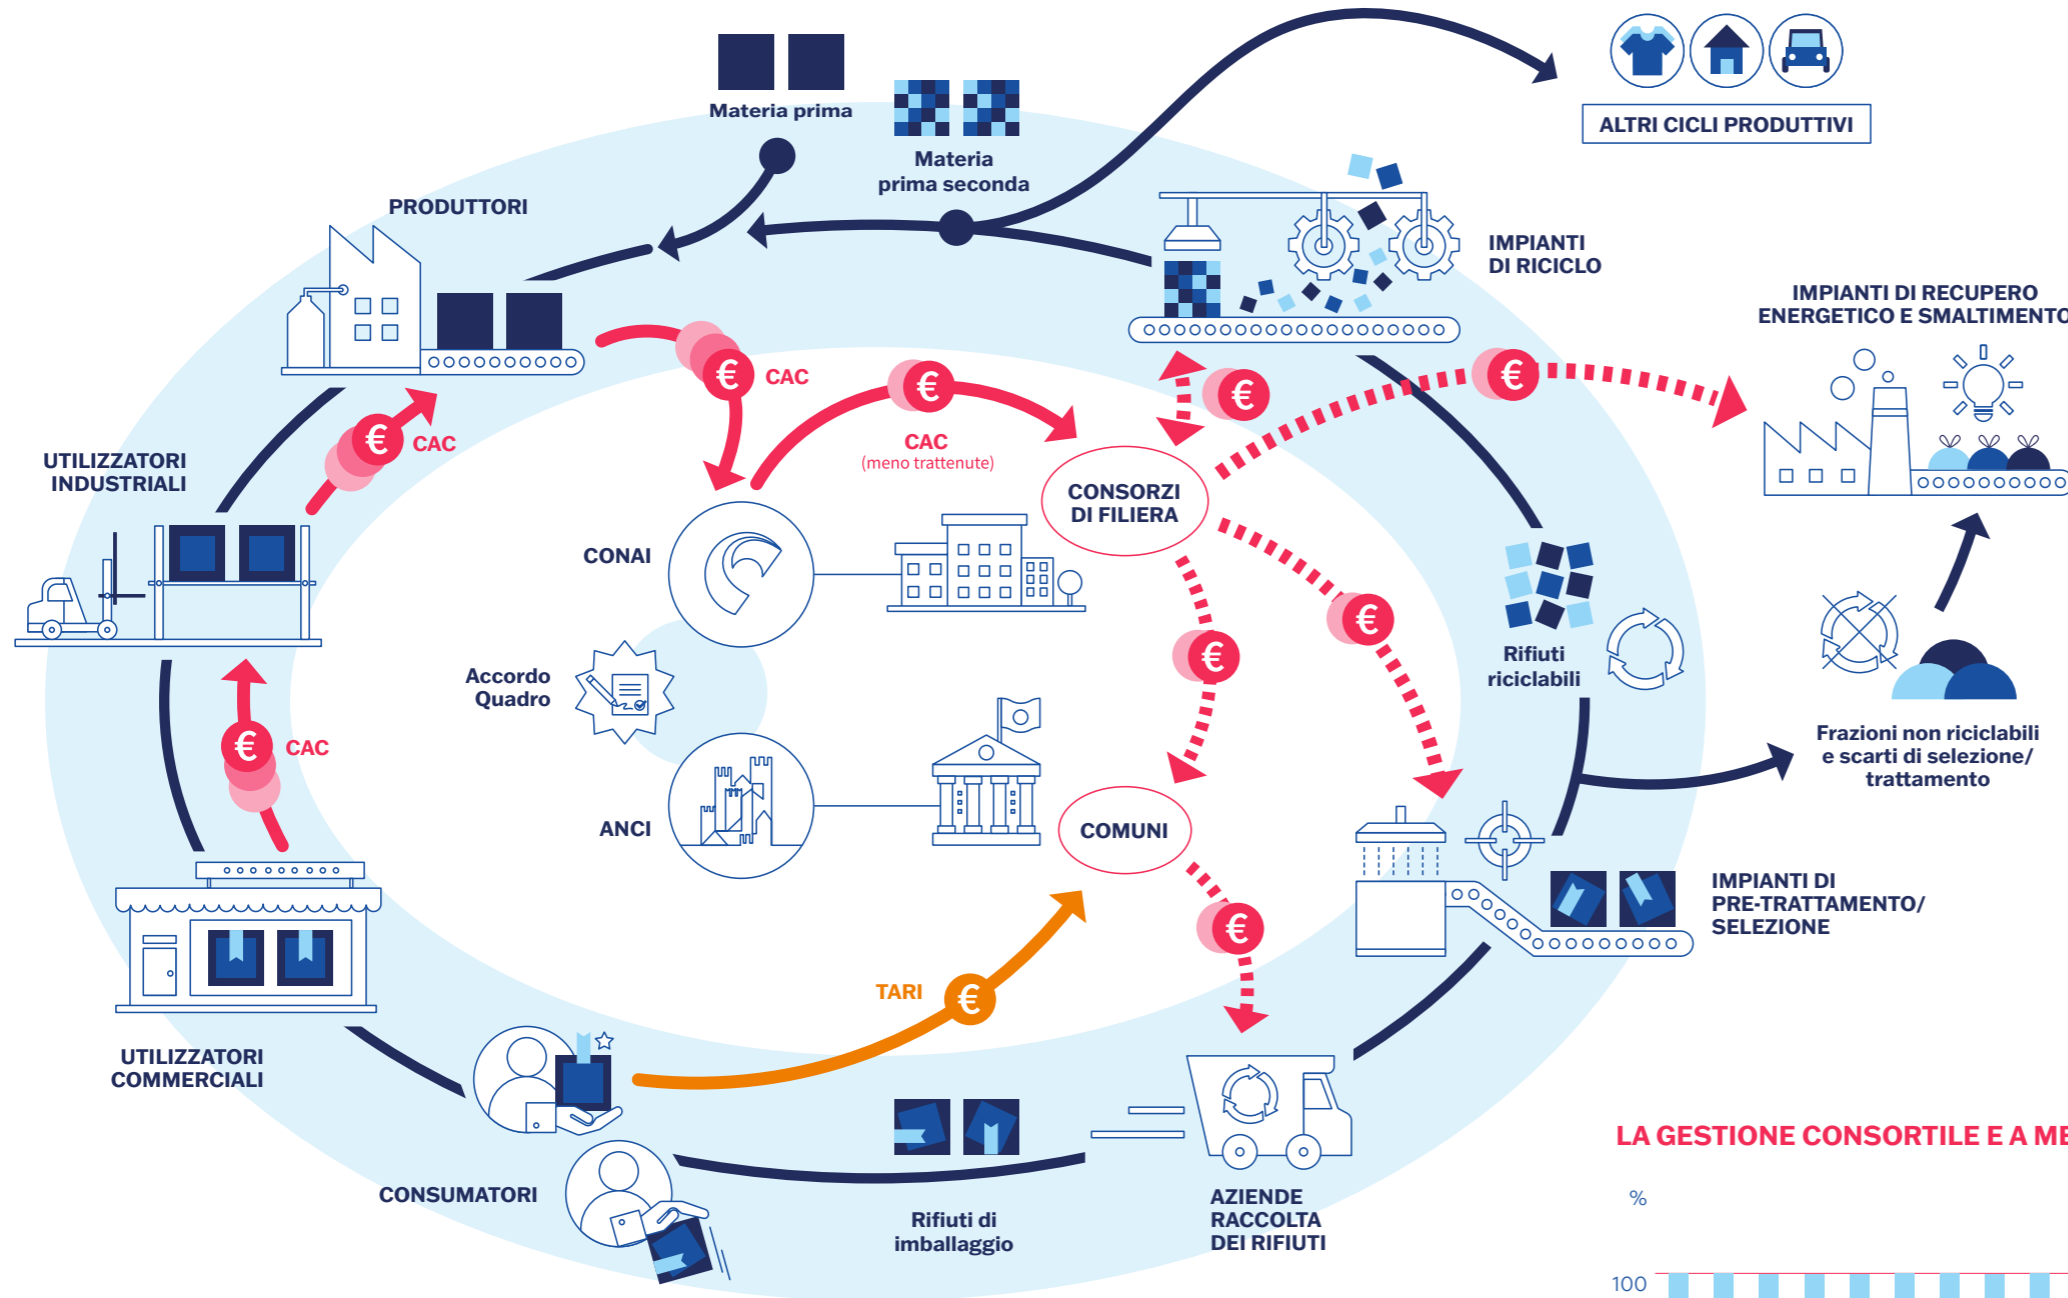 Materia prima
Materia
prima seconda
ALTRI CICLI PRODUTTIVI
PRODUTTORI
IMPIANTI
DI RICICLO
IMPIANTI DI RECUPERO
ENERGETICO E SMALTIMENTO
€
CAC
€
CAC
(meno trattenute)
€
€
€
CAC
UTILIZZATORI
INDUSTRIALI
CONSORZI
DI FILIERA
CONAI
€
€
Rifiuti
riciclabili
Accordo
Quadro
Frazioni non riciclabili
e scarti di selezione/
trattamento
€
CAC
ANCI
COMUNI
IMPIANTI DI
PRE-TRATTAMENTO/
SELEZIONE
€
TARI
€
UTILIZZATORI
COMMERCIALI
CONSUMATORI
Rifiuti di
imballaggio
AZIENDE
RACCOLTA
DEI RIFIUTI
LA GESTIONE CONSORTILE E A
%
100